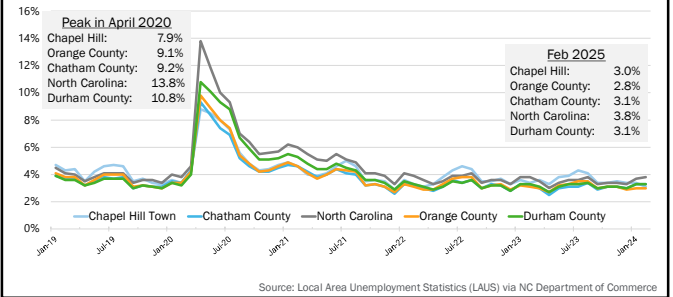 16%
14%
12%
10%
8%
6%
4%
2%
0%
Peak in April 2020
Chapel Hill: 7.9%
Orange County: 9.1%
Chatham County: 9.2%
North Carolina: 13.8%
Durham County: 10.8%
Feb 2025
Chapel Hill: 3.0%
Orange County: 2.8%
Chatham County: 3.1%
North Carolina: 3.8%
Durham County: 3.1%
Chapel Hill Town Chatham County North Carolina Orange County Durham County
Jan-19 Jul-19 Jan-20 Jul-20 Jan-21 Jul-21 Jan-22 Jul-22 Jan-23 Jul-23 Jan-24
Source: Local Area Unemployment Statistics (LAUS) via NC Department of Commerce